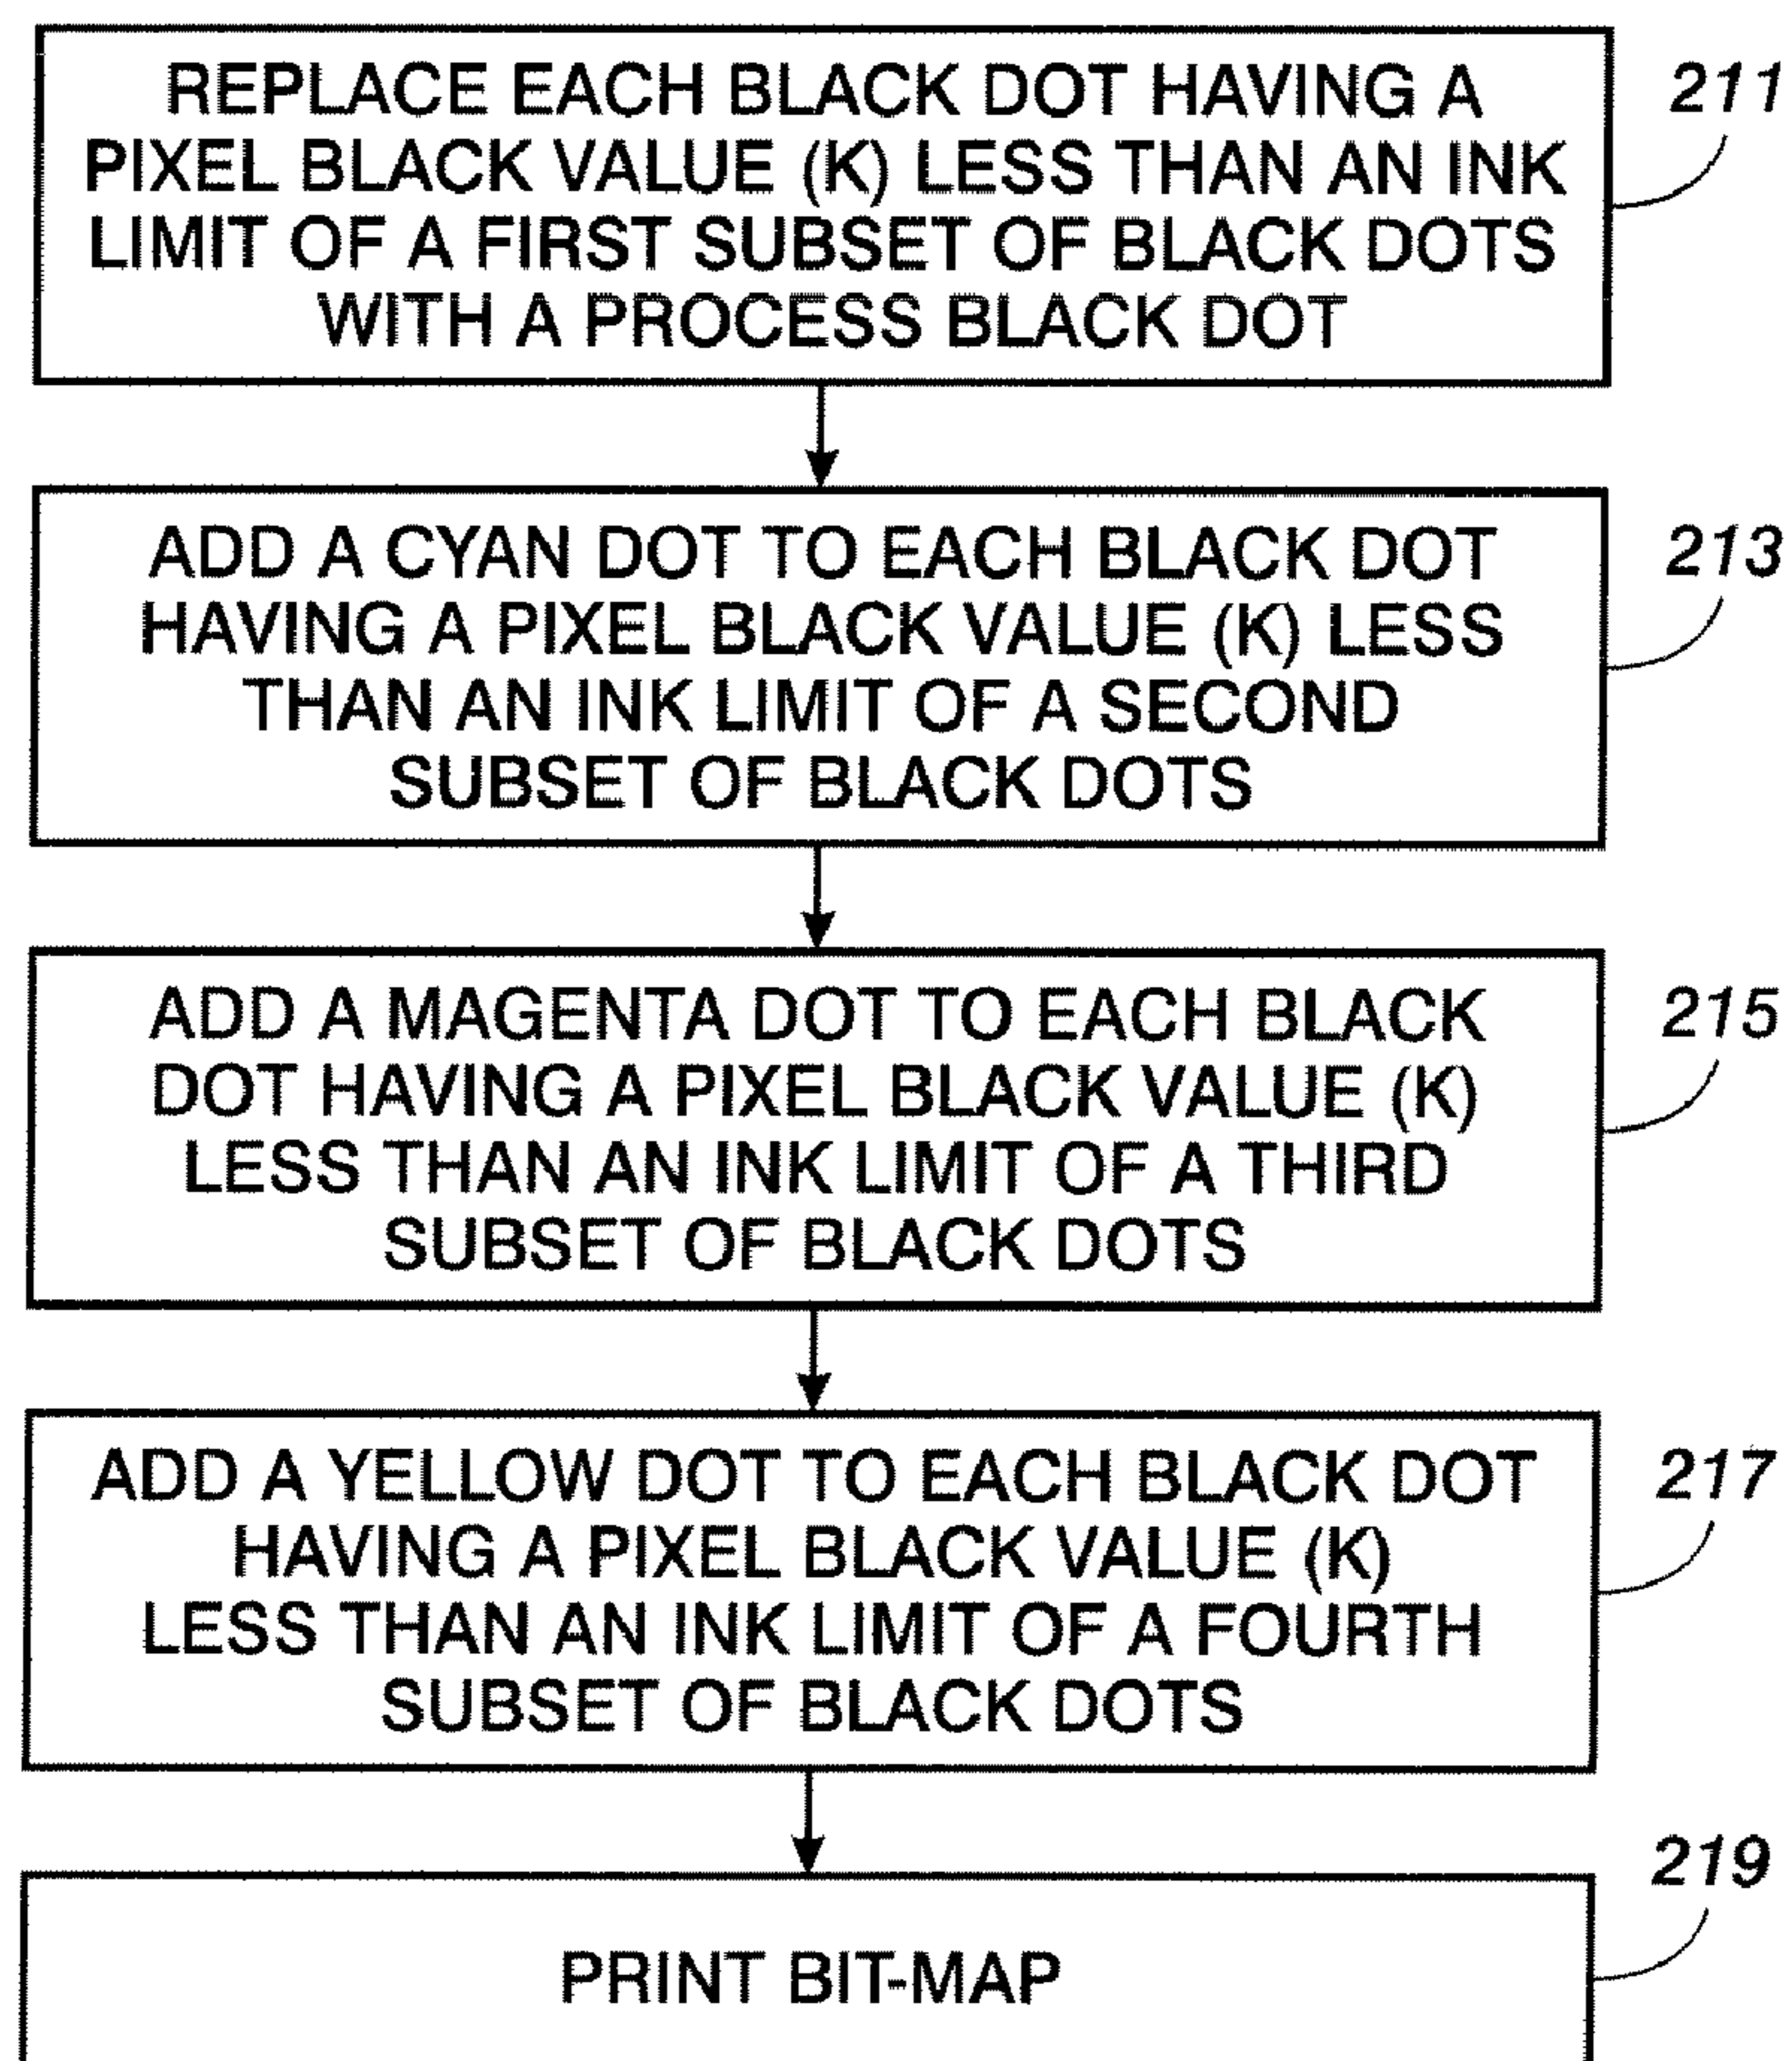 REPLACE EACH BLACK DOT HAVING A
PIXEL BLACK VALUE (K) LESS THAN AN INK
LIMIT OF A FIRST SUBSET OF BLACK DOTS
WITH A PROCESS BLACK DOT
211
ADD A CYAN DOT TO EACH BLACK DOT
HAVING A PIXEL BLACK VALUE (K) LESS
THAN AN INK LIMIT OF A SECOND
SUBSET OF BLACK DOTS
213
ADD A MAGENTA DOT TO EACH BLACK
DOT HAVING A PIXEL BLACK VALUE (K)
LESS THAN AN INK LIMIT OF A THIRD
SUBSET OF BLACK DOTS
215
ADD A YELLOW DOT TO EACH BLACK DOT
HAVING A PIXEL BLACK VALUE (K)
LESS THAN AN INK LIMIT OF A FOURTH
SUBSET OF BLACK DOTS
217
PRINT BIT-MAP
219